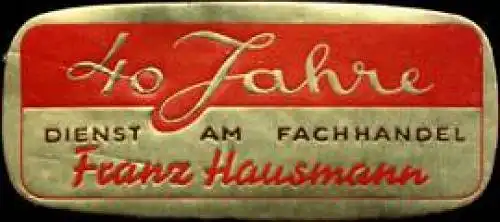 40 Jahre
DIENST AM FACHHANDEL
Franz Hausmann